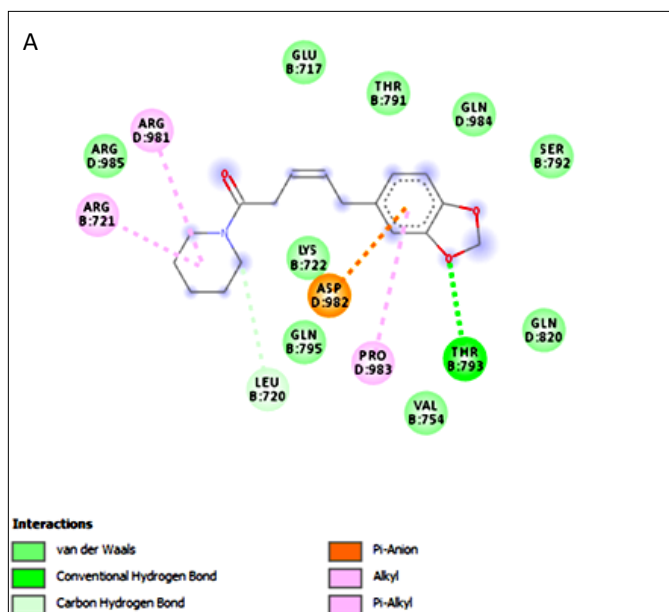 A
GLU
B:717
THR
B:791
GLN
D:984
SER
B:792
ARG
D:981
ARG
D:985
ARG
B:721
O
N
O
O
LYS
B:722
ASP
D:982
GLN
B:795
PRO
D:983
THR
B:793
GLN
D:820
LEU
B:720
VAL
B:754
Interactions
van der Waals
Conventional Hydrogen Bond
Carbon Hydrogen Bond
Pi-Anion
Alkyl
Pi-Alkyl